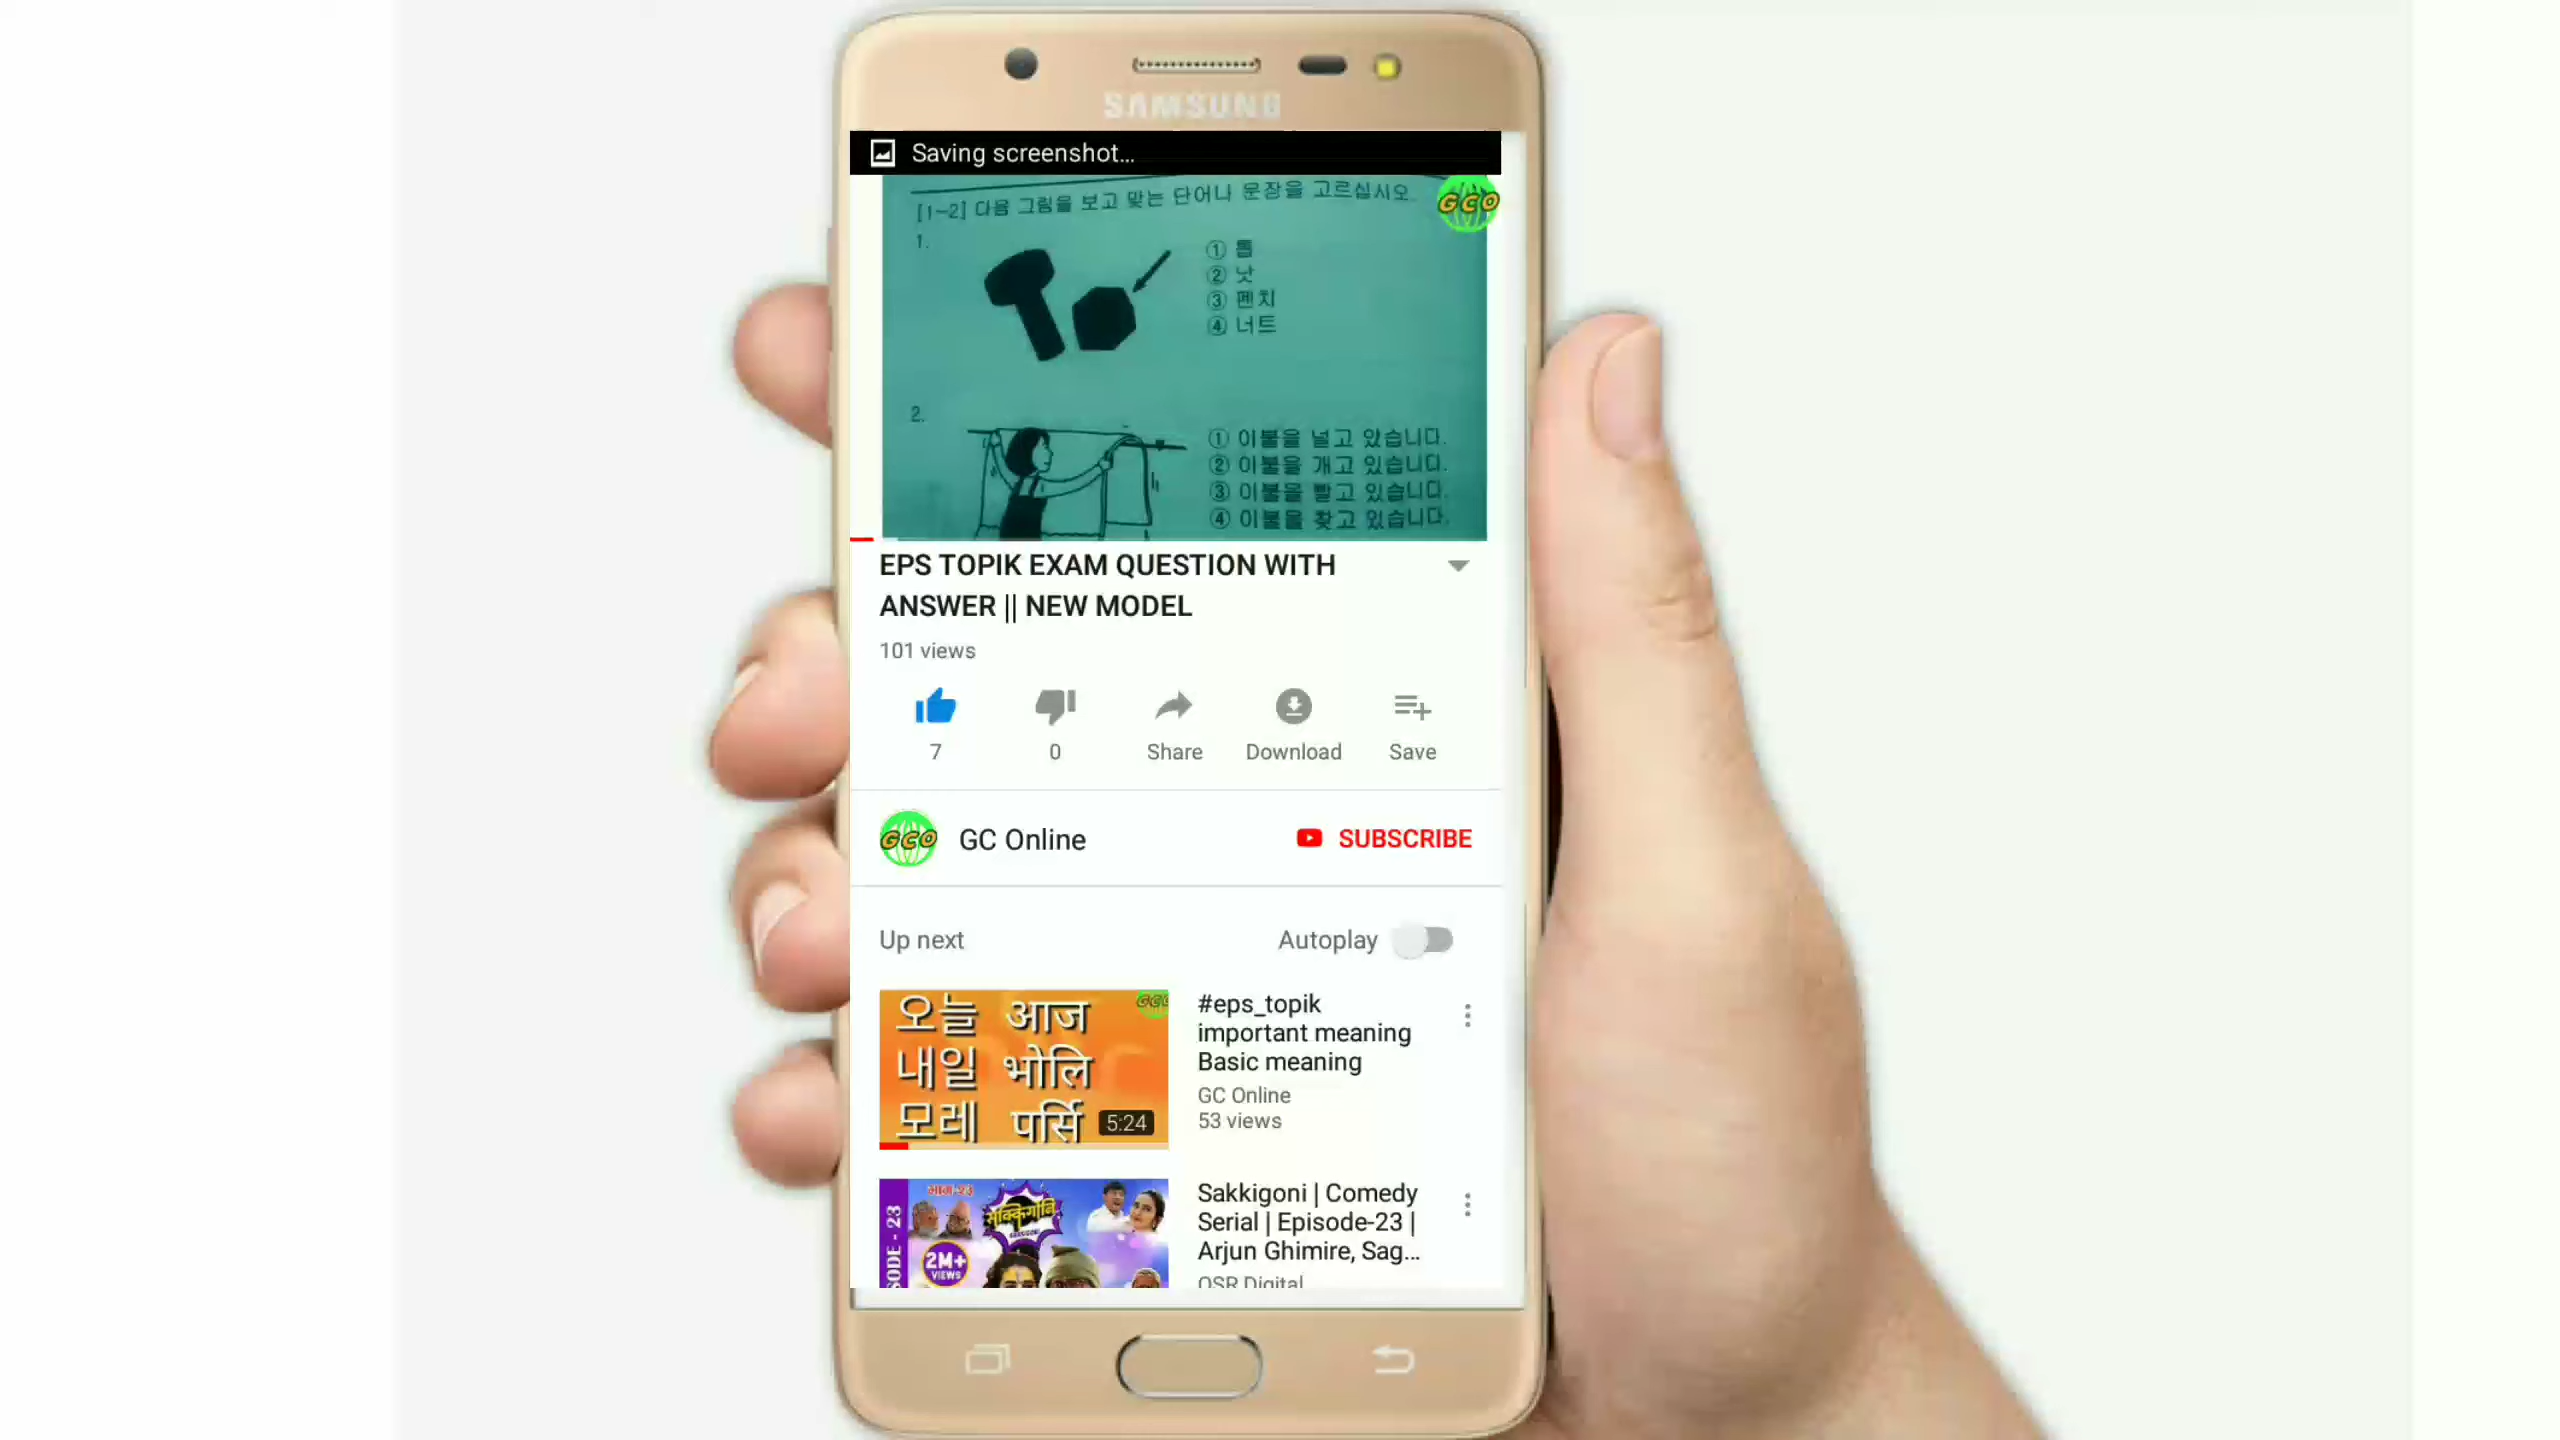 SAMSUNG
Saving screenshot...
[1~2] 다음 그림을 보고 맞는 단어나 문장을 고르십시오.
GCO
1.
① 톱
② 낫
③ 펜치
④ 너트
2.
① 이불을 널고 있습니다.
② 이불을 개고 있습니다.
③ 이불을 빨고 있습니다.
④ 이불을 찾고 있습니다.
EPS TOPIK EXAM QUESTION WITH
ANSWER || NEW MODEL
101 views
7
0
Share
Download
Save
GCO
GC Online
SUBSCRIBE
Up next
Autoplay
오늘 आज
내일 भोलि
모레 पर्सि
GCO
5:24
#eps_topik
important meaning
Basic meaning
GC Online
53 views
भाग-23
सक्किगोनि
SODE - 23
2M+
VIEWS
Sakkigoni | Comedy
Serial | Episode-23 |
Arjun Ghimire, Sag...
OSR Digital